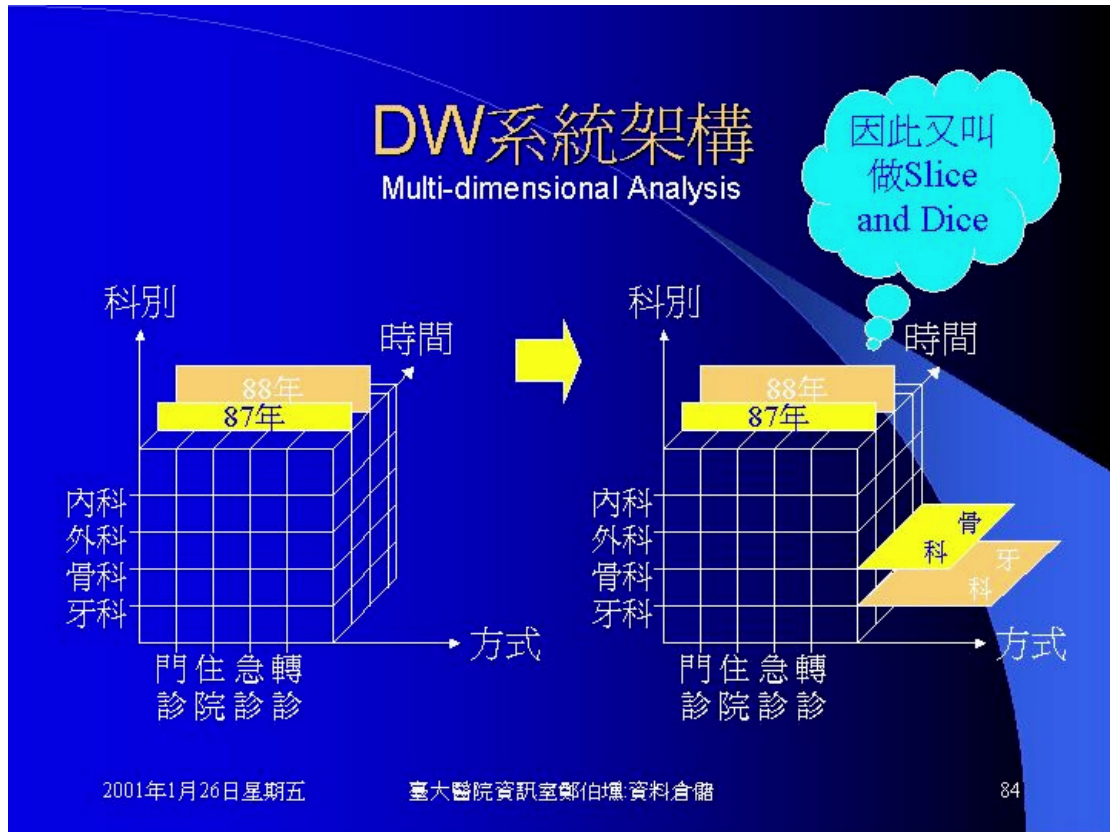 DW系統架構
Multi-dimensional Analysis
因此又叫
做Slice
and Dice
科別
時間
88年
87年
內科
外科
骨科
牙科
方式
門診
住院
急診
轉診
科別
時間
88年
87年
內科
外科
骨科
牙科
骨科
牙科
方式
門診
住院
急診
轉診
2001年1月26日星期五
臺大醫院資訊室鄭伯壎:資料倉儲
84